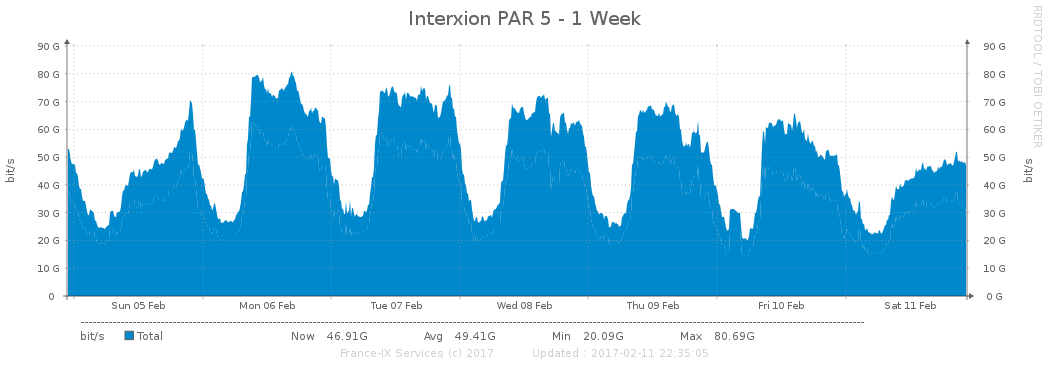 Interxion PAR 5 - 1 Week
RRDTOOL / TOBI OETIKER
90 G 90 G
80 G 80 G
70 G 70 G
60 G 60 G
50 G 50 G
40 G 40 G
30 G 30 G
20 G 20 G
10 G 10 G
0 0 G
bit/s
bit/s
Sun 05 Feb Mon 06 Feb Tue 07 Feb Wed 08 Feb Thu 09 Feb Fri 10 Feb Sat 11 Feb
bit/s Total Now 46.91G Avg 49.41G Min 20.09G Max 80.69G
France-IX Services (c) 2017 Updated : 2017-02-11 22:35:05